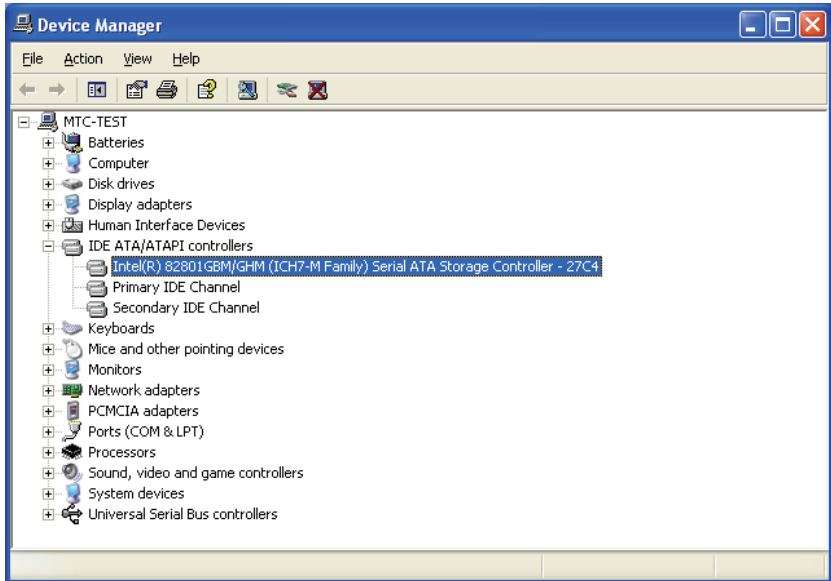 Device Manager
File Action View Help
MTC-TEST
Batteries
Computer
Disk drives
Display adapters
Human Interface Devices
IDE ATA/ATAPI controllers
Intel(R) 82801GBM/GHM (ICH7-M Family) Serial ATA Storage Controller - 27C4
Primary IDE Channel
Secondary IDE Channel
Keyboards
Mice and other pointing devices
Monitors
Network adapters
PCMCIA adapters
Ports (COM & LPT)
Processors
Sound, video and game controllers
System devices
Universal Serial Bus controllers